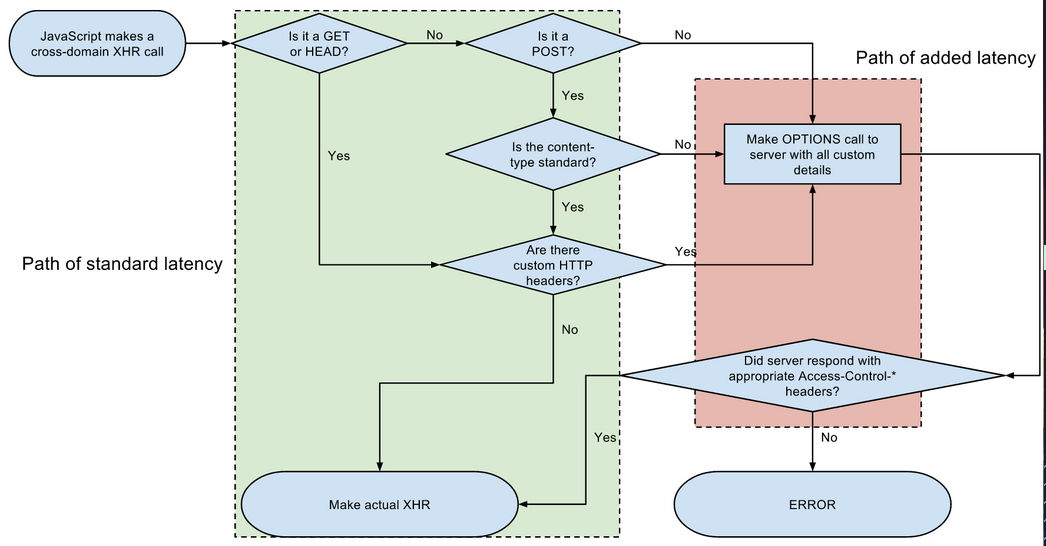 JavaScript makes a
cross-domain XHR call
Is it a GET
or HEAD?
No
Is it a
POST?
No
Path of added latency
Yes
Yes
Is the content-
type standard?
No
Make OPTIONS call to
server with all custom
details
Yes
Path of standard latency
Are there
custom HTTP
headers?
Yes
No
Did server respond with
appropriate Access-Control-*
headers?
Yes
No
Make actual XHR
ERROR